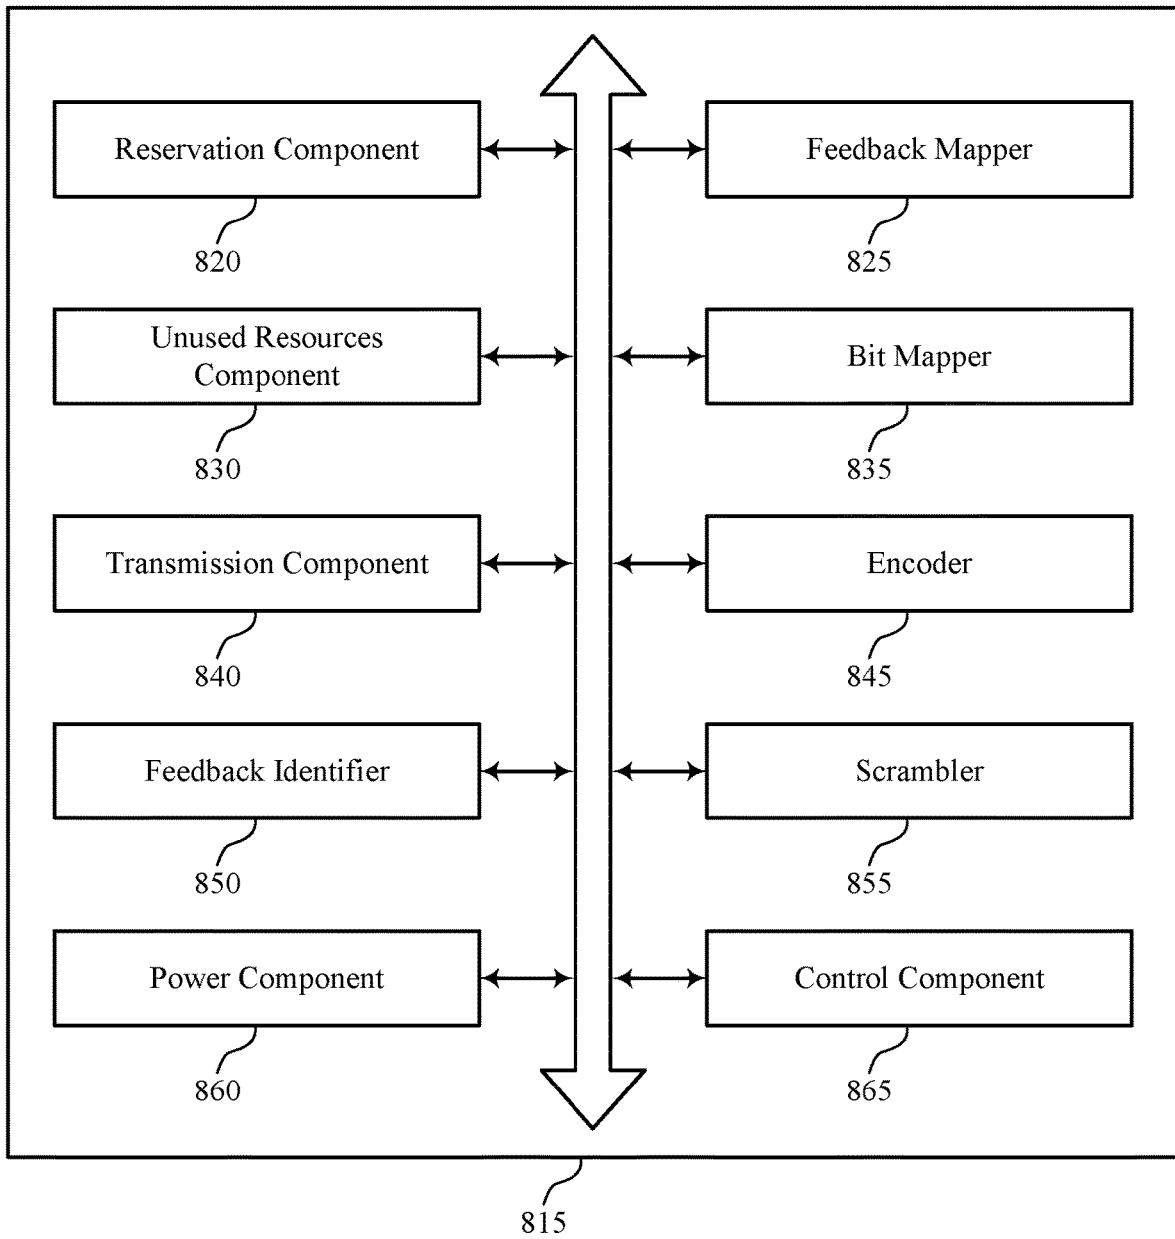 Reservation Component
Feedback Mapper
820
825
Unused Resources
Component
Bit Mapper
830
835
Transmission Component
Encoder
840
845
Feedback Identifier
Scrambler
850
855
Power Component
Control Component
860
865
815